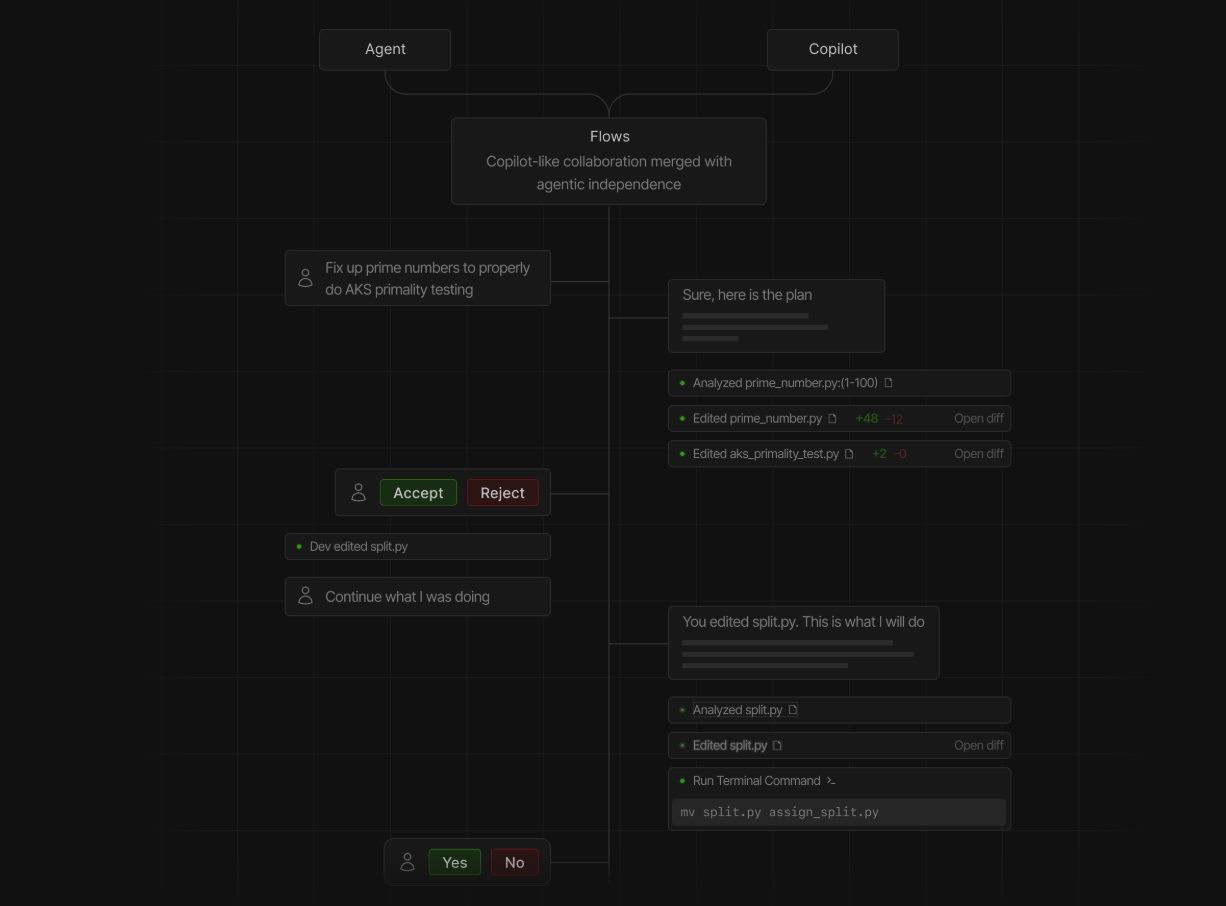 Agent
Copilot
Flows
Copilot-like collaboration merged with
agentic independence
Fix up prime numbers to properly
do AKS primality testing
Sure, here is the plan
Analyzed prime_number.py:(1-100)
Edited prime_number.py +48 -12 Open diff
Edited aks_primality_test.py +2 -0 Open diff
Accept Reject
Dev edited split.py
Continue what I was doing
You edited split.py. This is what I will do
Analyzed split.py
Edited split.py Open diff
Run Terminal Command
mv split.py assign_split.py
Yes No